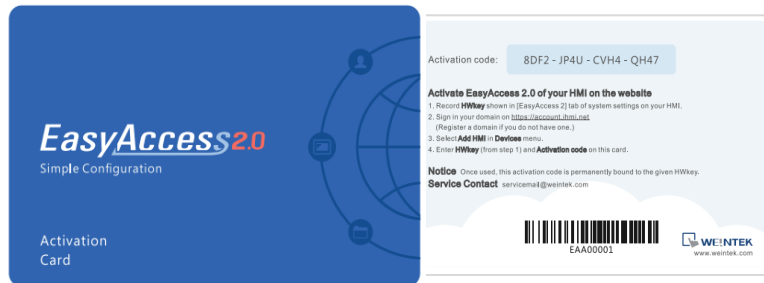 EasyAccess2.0
Simple Configuration
Activation
Card
Activation code: 8DF2 - JP4U - CVH4 - QH47
Activate EasyAccess 2.0 of your HMI on the website
1. Record HWkey shown in [EasyAccess 2] tab of system settings on your HMI.
2. Sign in your domain on https://account.ihmi.net
(Register a domain if you do not have one.)
3. Select Add HMI in Devices menu.
4. Enter HWkey (from step 1) and Activation code on this card.
Notice Once used, this activation code is permanently bound to the given HWkey.
Service Contact servicemail@weintek.com
EAA00001
WEINTEK
www.weintek.com